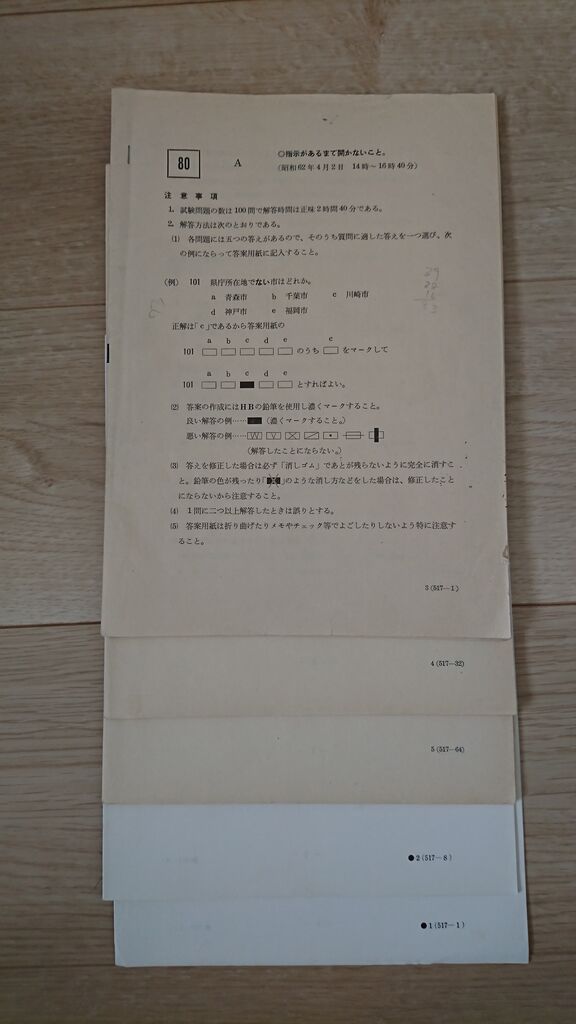 80
A
◎指示があるまで開かないこと。
(昭和62年4月2日 14時~16時40分)
注意事項
1. 試験問題の数は100問で解答時間は正味2時間40分である。
2. 解答方法は次のとおりである。
(1) 各問題には五つの答えがあるので、そのうち質問に適した答えを一つ選び、次
の例にならって答案用紙に記入すること。
(例) 101 県庁所在地でない市はどれか。
a 青森市 b 千葉市 c 川崎市
d 神戸市 e 福岡市
正解は「c」であるから答案用紙の
a b c d e c
101 のうち をマークして
a b c d e
101 とすればよい。
(2) 答案の作成にはHBの鉛筆を使用し濃くマークすること。
良い解答の例…… (濃くマークすること。)
悪い解答の例……
(解答したことにならない。)
(3) 答えを修正した場合は必ず「消しゴム」であとが残らないように完全に消すこ
と。鉛筆の色が残ったり「 」のような消し方などをした場合は、修正したこと
にならないから注意すること。
(4) 1問に二つ以上解答したときは誤りとする。
(5) 答案用紙は折り曲げたりメモやチェック等でよごしたりしないよう特に注意す
ること。
3(517—1)
4(517—32)
5(517—64)
●2(517—8)
●1(517—1)